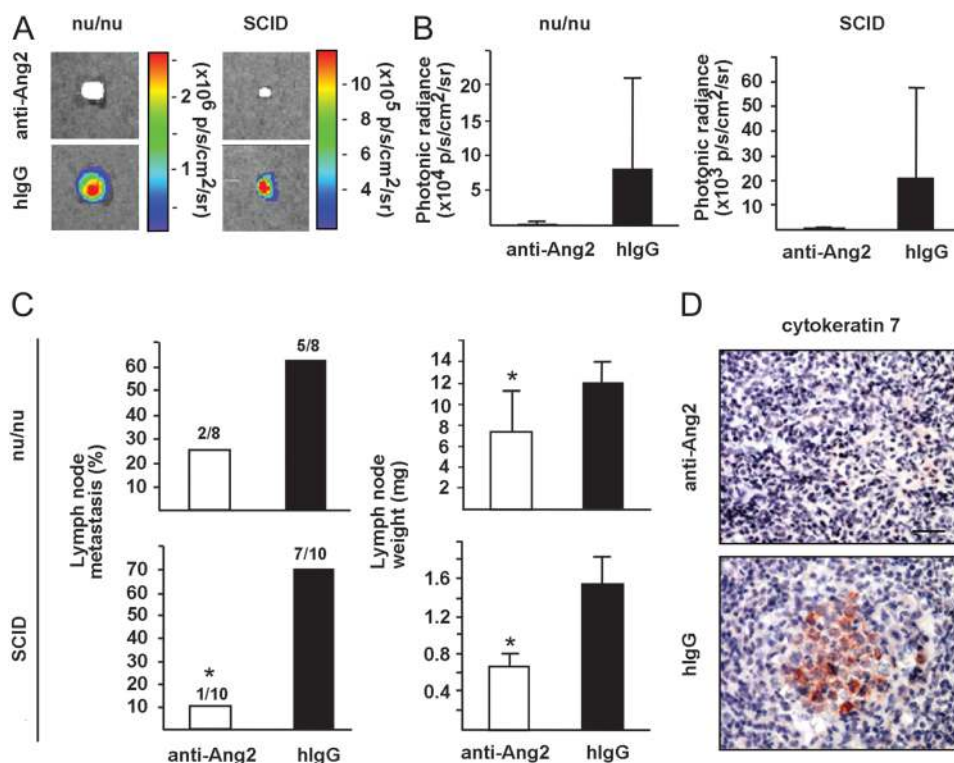 A
nu/nu
SCID
anti-Ang2
hIgG
2
1
(x10⁶ p/s/cm²/sr)
10
8
6
4
(x10⁵ p/s/cm2/sr)
B
nu/nu
SCID
Photonic radiance
(x10⁴ p/s/cm²/sr)
20
15
10
5
anti-Ang2 hIgG
Photonic radiance
(x10³ p/s/cm²/sr)
60
50
40
30
20
10
anti-Ang2 hIgG
C
nu/nu
SCID
Lymph node
metastasis (%)
60
50
40
30
20
10
2/8
5/8
70
60
50
40
30
20
10
*
1/10
7/10
anti-Ang2 hIgG
Lymph node
weight (mg)
14
12
12
8
6
4
2
*
1.6
1.2
0.8
0.4
*
anti-Ang2 hIgG
D
cytokeratin 7
anti-Ang2
hIgG